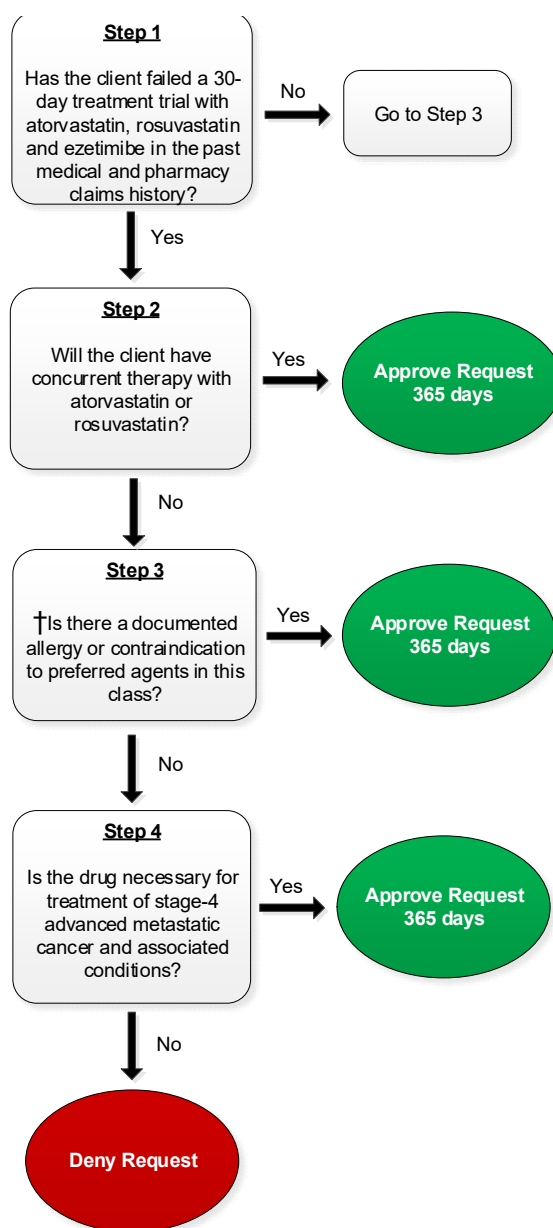 Step 1
Has the client failed a 30-
day treatment trial with
atorvastatin, rosuvastatin
and ezetimibe in the past
medical and pharmacy
claims history?
No
Go to Step 3
Yes
Step 2
Will the client have
concurrent therapy with
atorvastatin or
rosuvastatin?
Yes
Approve Request
365 days
No
Step 3
†Is there a documented
allergy or contraindication
to preferred agents in this
class?
Yes
Approve Request
365 days
No
Step 4
Is the drug necessary for
treatment of stage-4
advanced metastatic
cancer and associated
conditions?
Yes
Approve Request
365 days
No
Deny Request